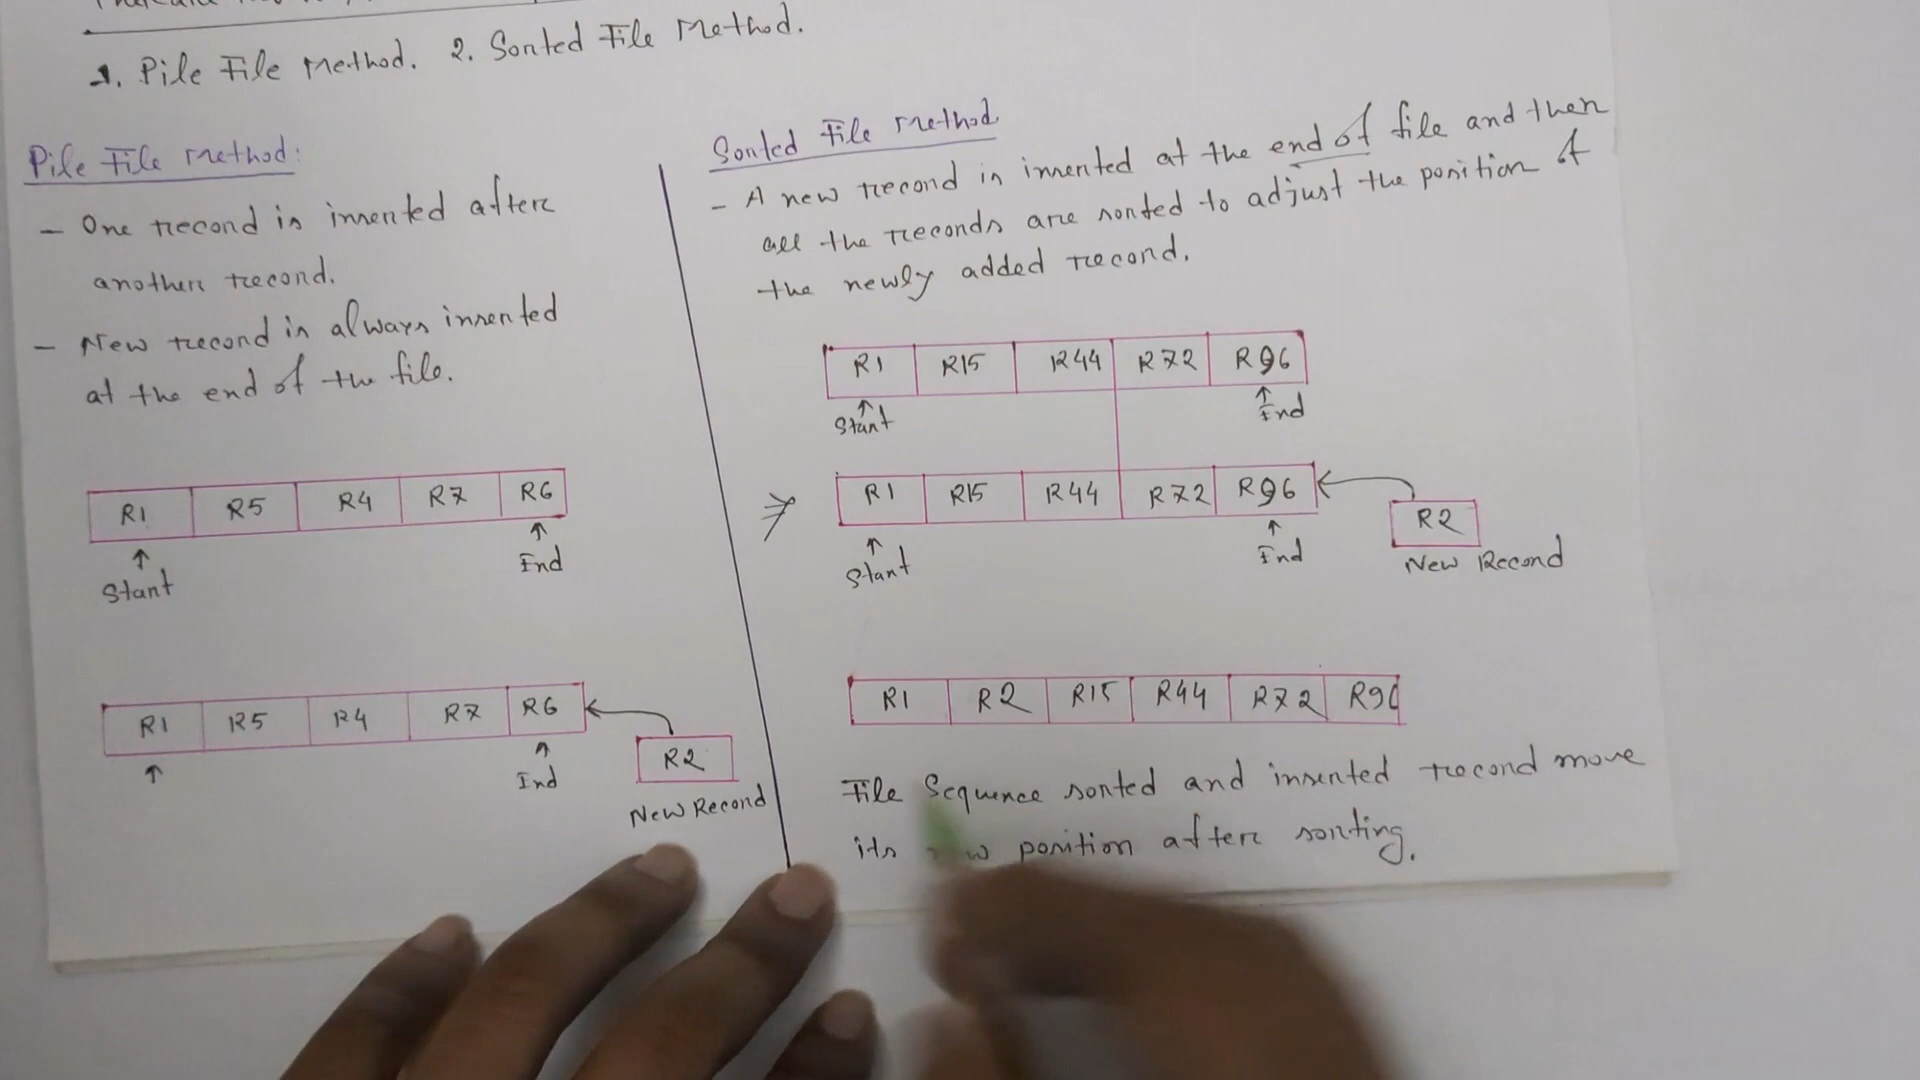 1. Pile File Method. 2. Sorted File Method.
Pile File Method:
- One record is inserted after
another record.
- New record is always inserted
at the end of the file.
R1 R5 R4 R7 R6
Start End
R1 R5 R4 R7 R6
End
R2
New Record
Sorted File Method
- A new record is inserted at the end of file and then
all the records are sorted to adjust the position of
the newly added record.
R1 R15 R44 R72 R96
Start End
R1 R15 R44 R72 R96
Start End
R2
New Record
R1 R2 R15 R44 R72 R96
File Sequence sorted and inserted record move
its position after sorting.